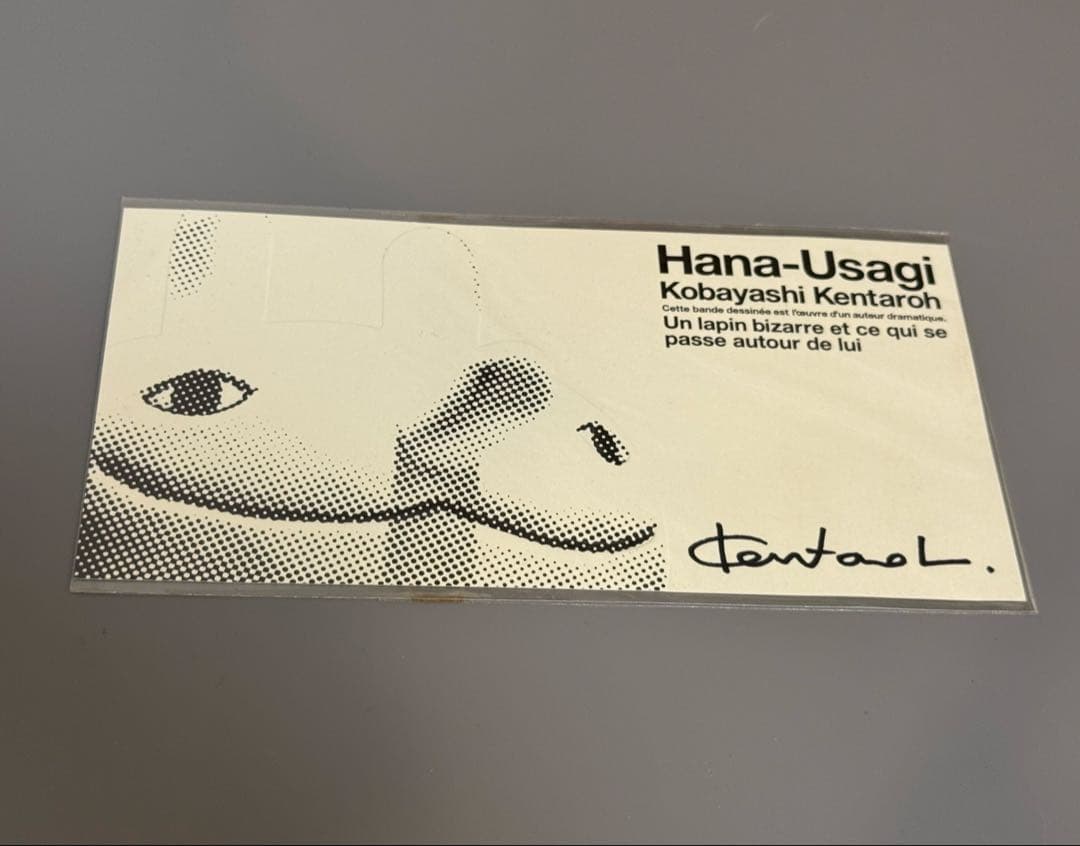 Hana-Usagi
Kobayashi Kentaroh
Cette bande dessinée est l'œuvre d'un auteur dramatique.
Un lapin bizarre et ce qui se
passe autour de lui
Kentaroh.